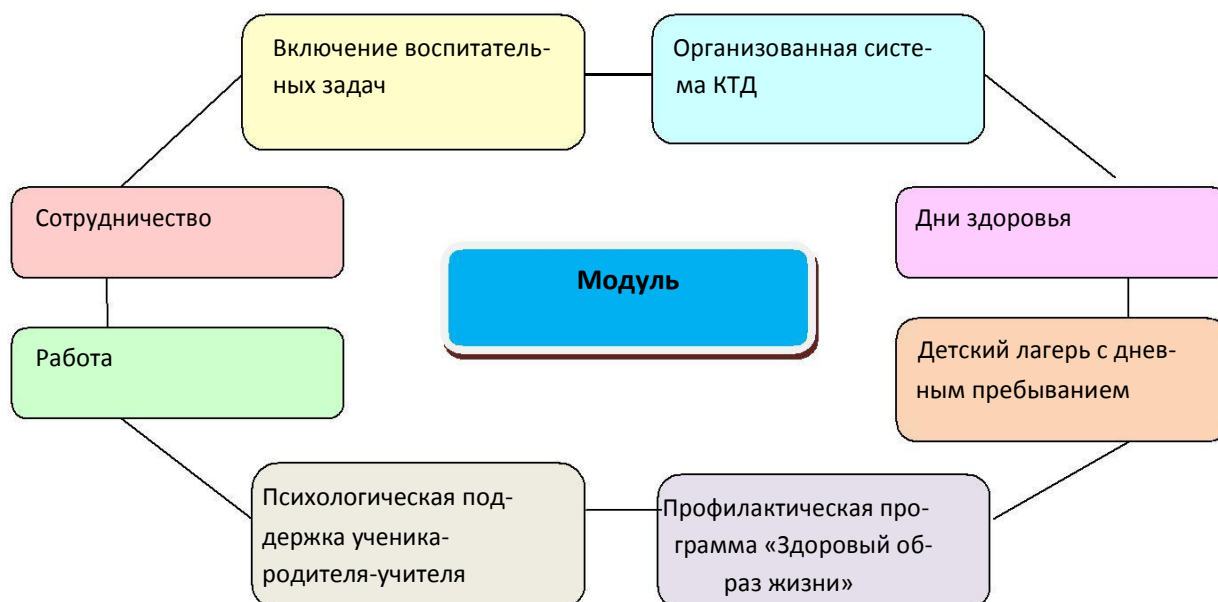 Включение воспитатель-
ных задач
Организованная систе-
ма КТД
Сотрудничество
Дни здоровья
Модуль
Работа
Детский лагерь с днев-
ным пребыванием
Психологическая под-
держка ученика-
родителя-учителя
Профилактическая про-
грамма «Здоровый об-
раз жизни»